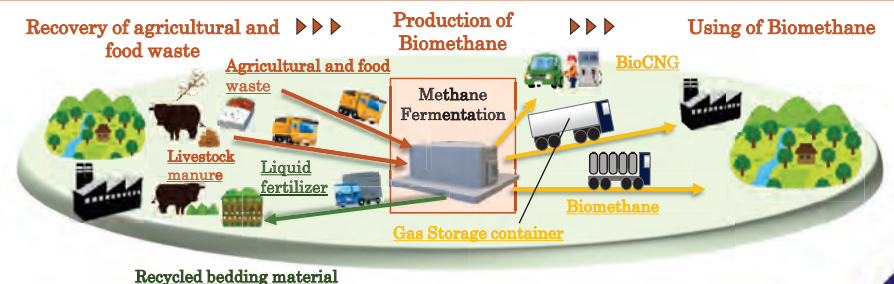 Recovery of agricultural and
food waste
Production of
Biomethane
Using of Biomethane
Agricultural and food
waste
Methane
Fermentation
BioCNG
Livestock
manure
Liquid
fertilizer
Biomethane
Gas Storage container
Recycled bedding material